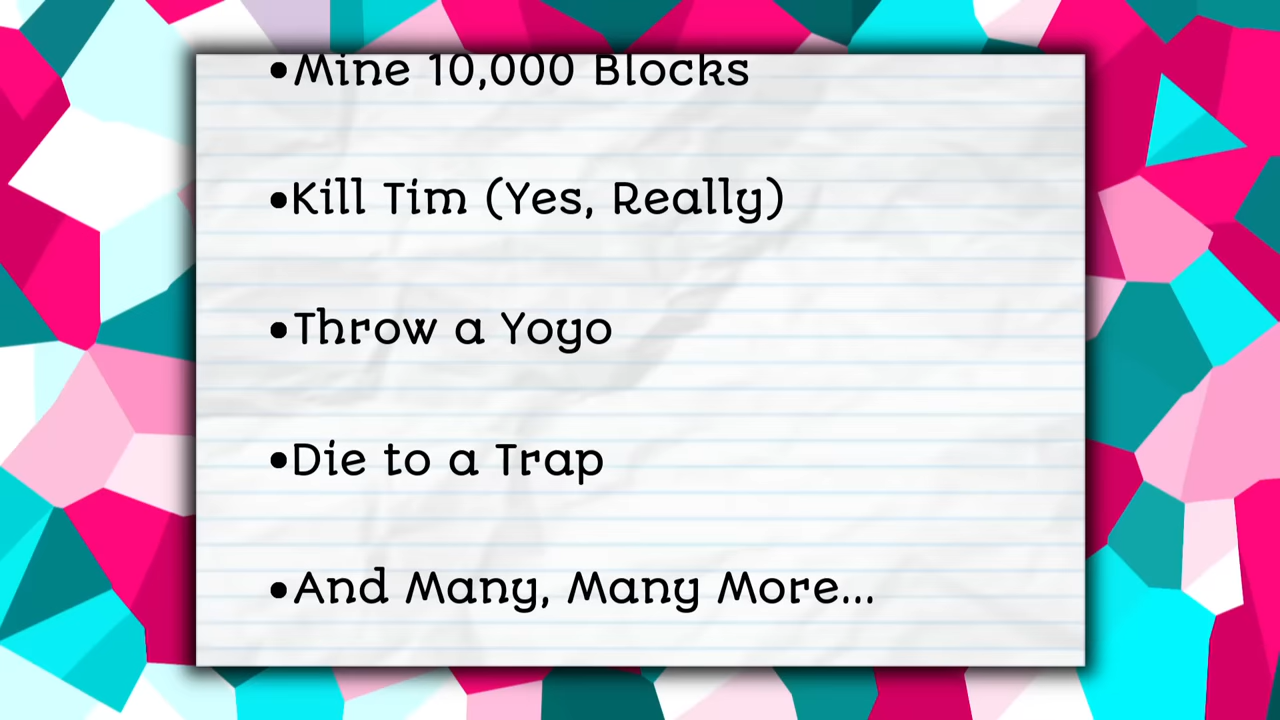 •Mine 10,000 Blocks
•Kill Tim (Yes, Really)
•Throw a Yoyo
•Die to a Trap
•And Many, Many More...